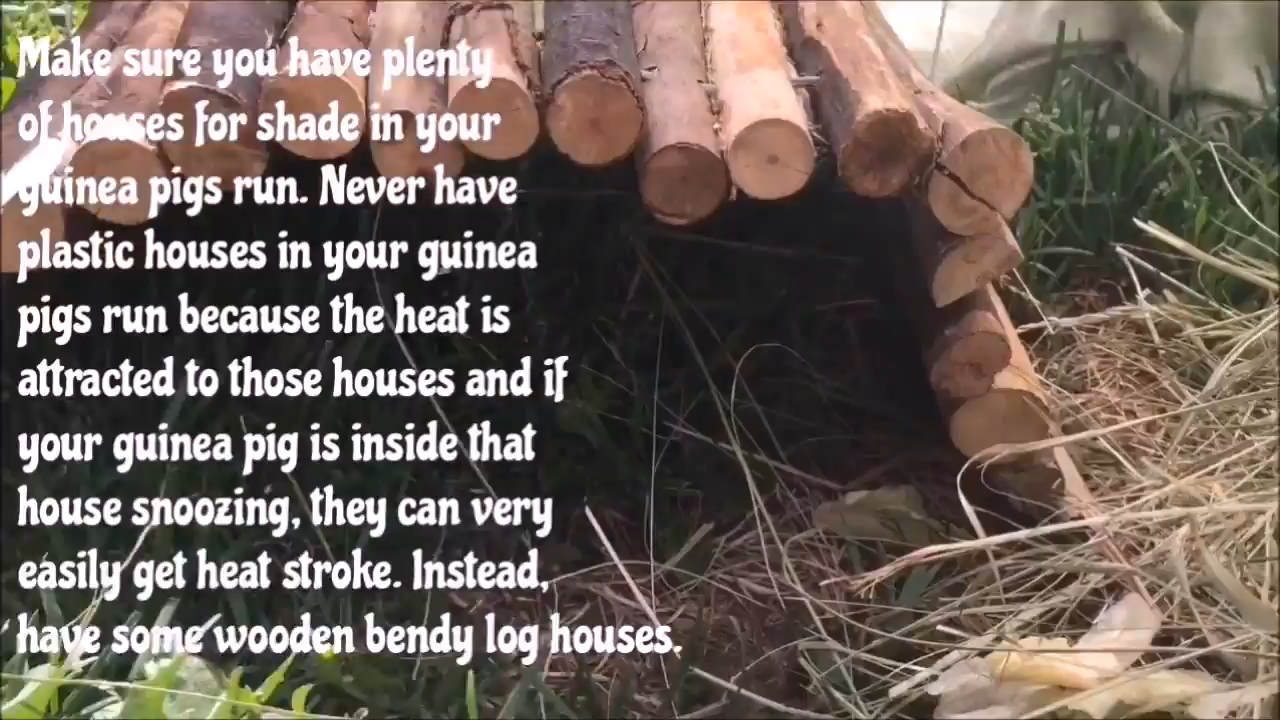 Make sure you have plenty
of houses for shade in your
guinea pigs run. Never have
plastic houses in your guinea
pigs run because the heat is
attracted to those houses and if
your guinea pig is inside that
house snoozing, they can very
easily get heat stroke. Instead,
have some wooden bendy log houses.